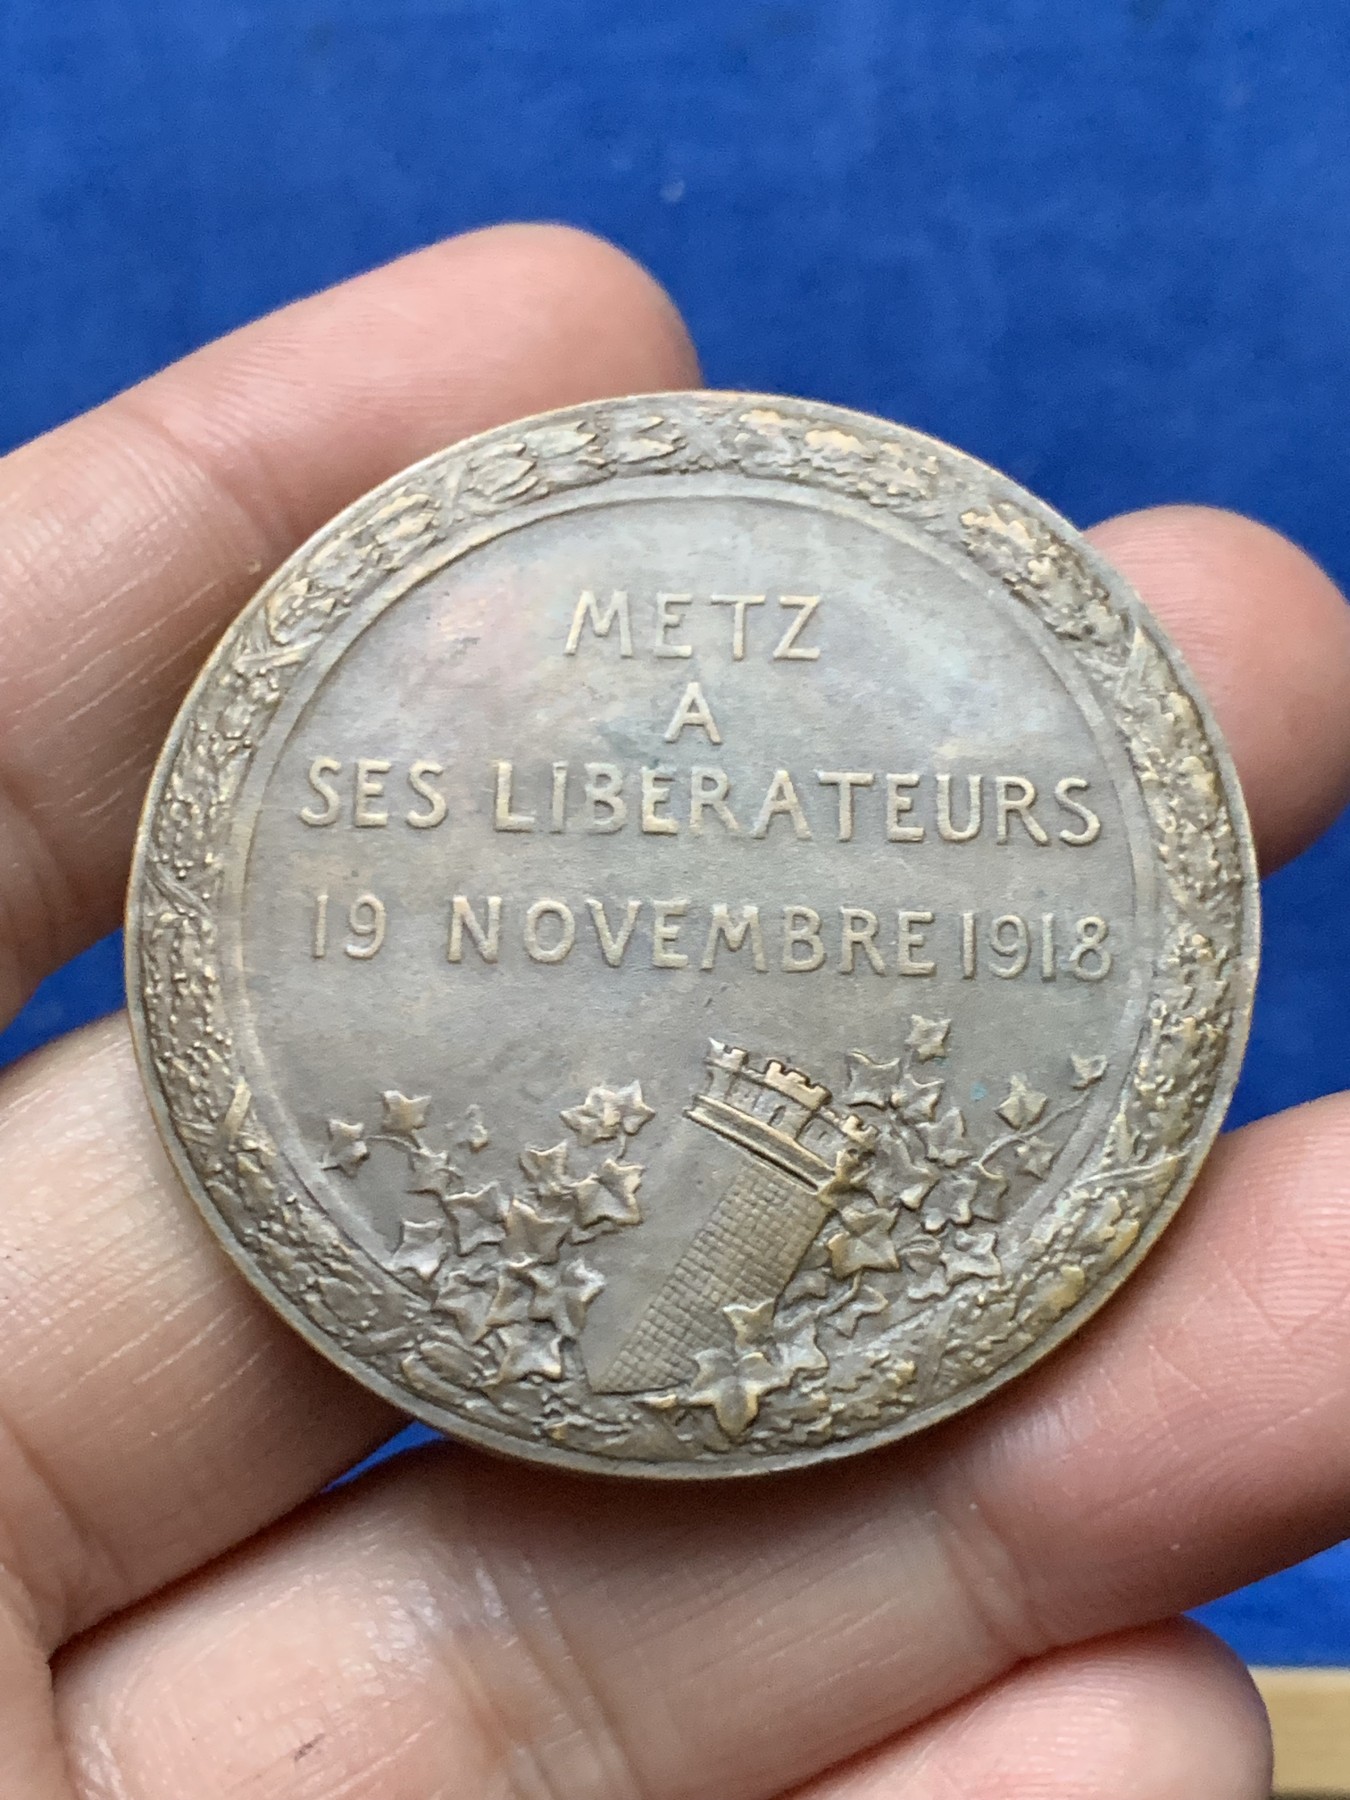 METZ
A
SES LIBERATEURS
19 NOVEMBRE 1918